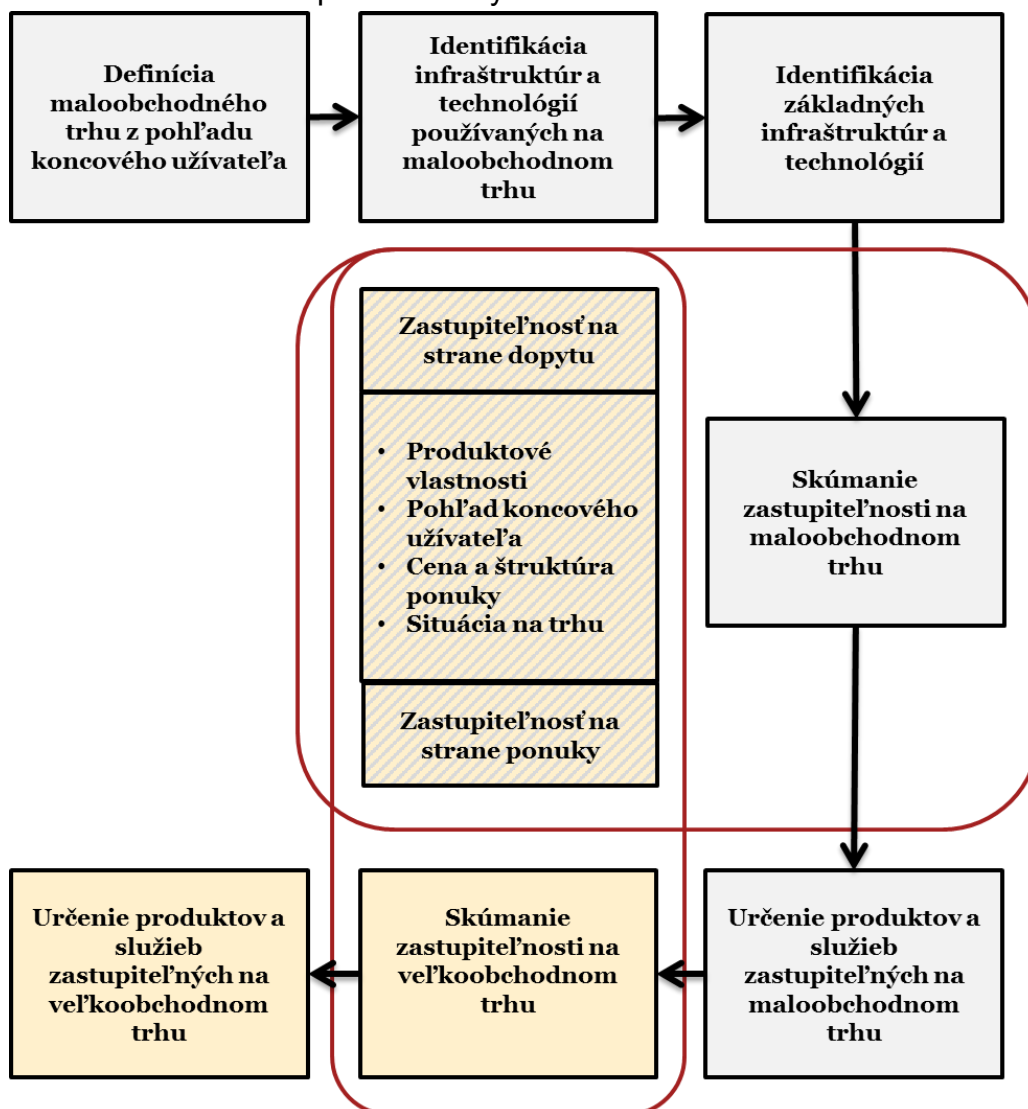 Definícia
maloobchodného
trhu z pohľadu
koncového užívateľa
Identifikácia
infraštruktúr a
technológií
používaných na
maloobchodnom
trhu
Identifikácia
základných
infraštruktúr a
technológií
Zastupiteľnosť na
strane dopytu
• Produktové
vlastnosti
• Pohľad koncového
užívateľa
• Cena a štruktúra
ponuky
• Situácia na trhu
Zastupiteľnosť na
strane ponuky
Skúmanie
zastupiteľnosti na
maloobchodnom
trhu
Určenie produktov a
služieb
zastupiteľných na
veľkoobchodnom
trhu
Skúmanie
zastupiteľnosti na
veľkoobchodnom
trhu
Určenie produktov a
služieb
zastupiteľných na
maloobchodnom
trhu